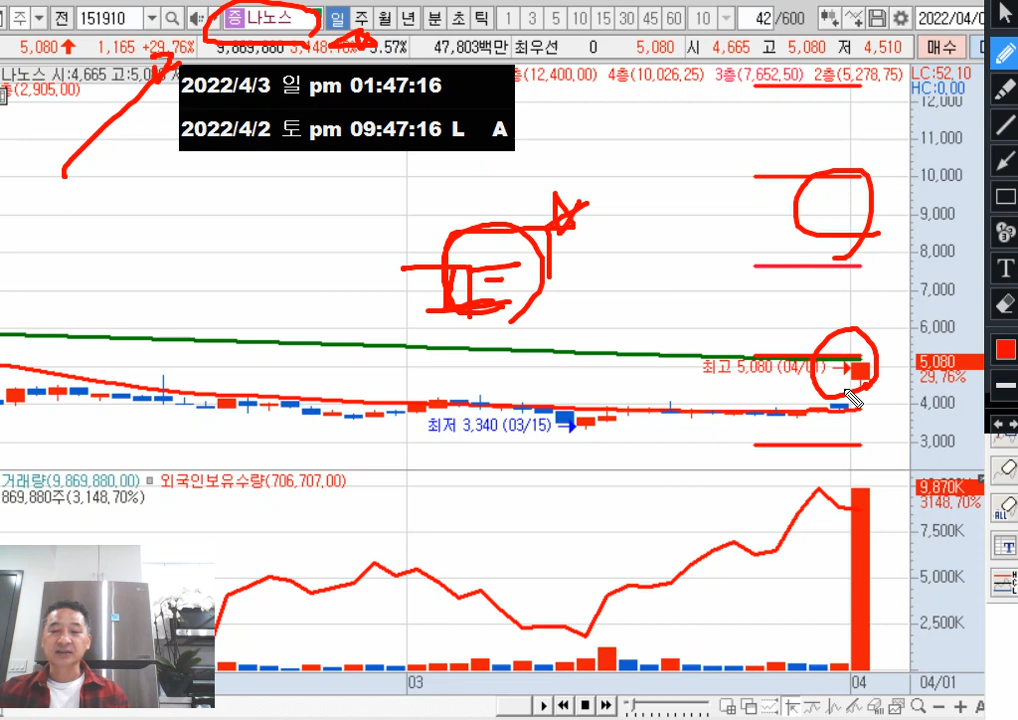 주 전 151910 증 나노스 일 주 월 년 분 초 틱 1 3 5 10 15 30 45 60 10 42 /600 2022/04/0
5,080 1,165 +29.76% 9,869,880 3,148.70% 47,803백만 최우선 0 5,080 시 4,665 고 5,080 저 4,510 매수
나노스 시:4,665 고:5,0 층(12,400.00) 4층(10,026.25) 3층(7,652.50) 2층(5,278.75) LC:52.10
층(2,905.00) HC:0.00
2022/4/3 일 pm 01:47:16
2022/4/2 토 pm 09:47:16 L A
12,000
11,000
10,000
9,000
8,000
7,000
6,000
최고 5,080 (04/01) 5,080
29.76%
4,000
최저 3,340 (03/15)
3,000
거래량(9,869,880.00) 외국인보유수량(706,707.00)
869,880주(3,148.70%)
9,870K
3148.70%
7,500K
5,000K
2,500K
03 04 04/01
T
ALL
T